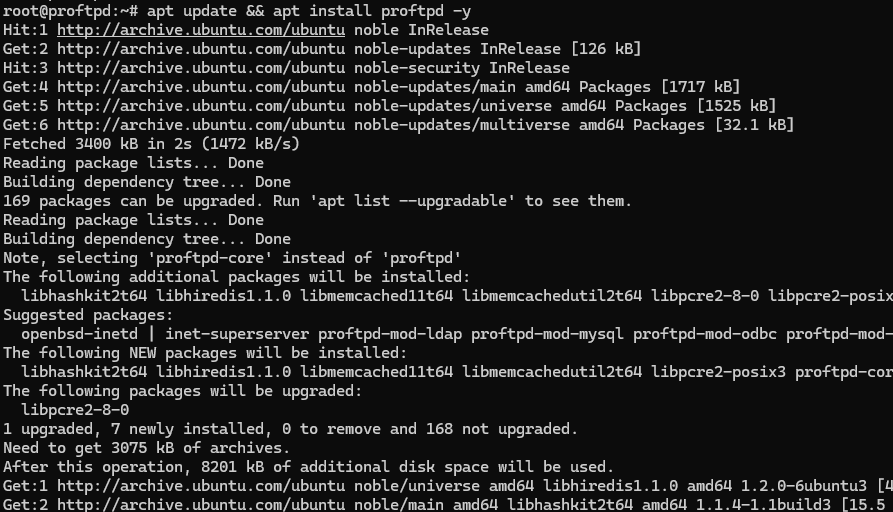 root@proftpd:~# apt update && apt install proftpd -y
Hit:1 http://archive.ubuntu.com/ubuntu noble InRelease
Get:2 http://archive.ubuntu.com/ubuntu noble-updates InRelease [126 kB]
Hit:3 http://archive.ubuntu.com/ubuntu noble-security InRelease
Get:4 http://archive.ubuntu.com/ubuntu noble-updates/main amd64 Packages [1717 kB]
Get:5 http://archive.ubuntu.com/ubuntu noble-updates/universe amd64 Packages [1525 kB]
Get:6 http://archive.ubuntu.com/ubuntu noble-updates/multiverse amd64 Packages [32.1 kB]
Fetched 3400 kB in 2s (1472 kB/s)
Reading package lists... Done
Building dependency tree... Done
169 packages can be upgraded. Run 'apt list --upgradable' to see them.
Reading package lists... Done
Building dependency tree... Done
Note, selecting 'proftpd-core' instead of 'proftpd'
The following additional packages will be installed:
  libhashkit2t64 libhiredis1.1.0 libmemcached11t64 libmemcachedutil2t64 libpcre2-8-0 libpcre2-posix
Suggested packages:
  openbsd-inetd | inet-superserver proftpd-mod-ldap proftpd-mod-mysql proftpd-mod-odbc proftpd-mod-
The following NEW packages will be installed:
  libhashkit2t64 libhiredis1.1.0 libmemcached11t64 libmemcachedutil2t64 libpcre2-posix3 proftpd-cor
The following packages will be upgraded:
  libpcre2-8-0
1 upgraded, 7 newly installed, 0 to remove and 168 not upgraded.
Need to get 3075 kB of archives.
After this operation, 8201 kB of additional disk space will be used.
Get:1 http://archive.ubuntu.com/ubuntu noble/universe amd64 libhiredis1.1.0 amd64 1.2.0-6ubuntu3 [4
Get:2 http://archive.ubuntu.com/ubuntu noble/main amd64 libhashkit2t64 amd64 1.1.4-1.1build3 [15.5